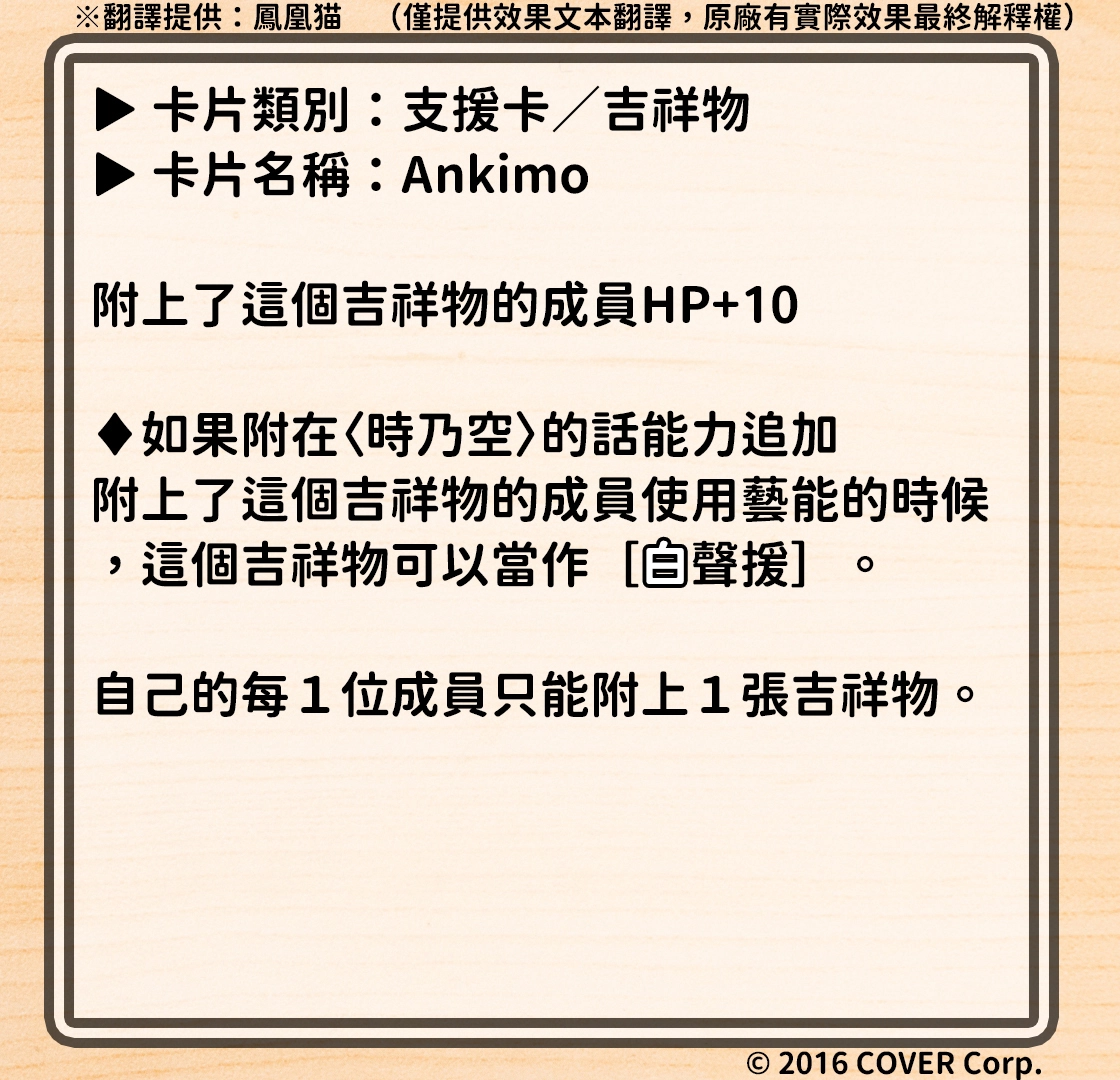 ※翻譯提供：鳳凰猫　（僅提供效果文本翻譯，原廠有實際效果最終解釋權）
▶ 卡片類別：支援卡／吉祥物
▶ 卡片名稱：Ankimo
附上了這個吉祥物的成員HP+10
♦如果附在〈時乃空〉的話能力追加
附上了這個吉祥物的成員使用藝能的時候
，這個吉祥物可以當作［白聲援］。
自己的每１位成員只能附上１張吉祥物。
© 2016 COVER Corp.